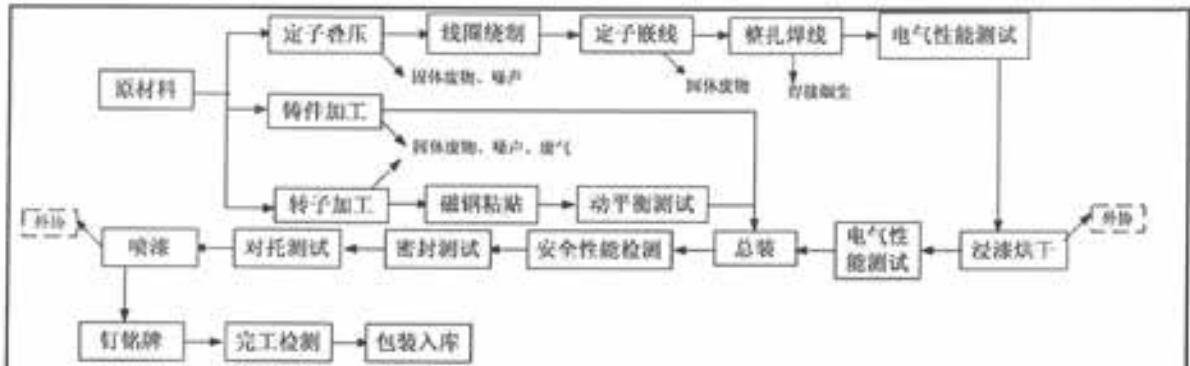 定子叠压
线圈绕制
定子嵌线
整扎焊线
电气性能测试
固体废物、噪声
固体废物
焊接烟尘
原材料
铸件加工
固体废物、噪声、废气
转子加工
磁钢粘贴
动平衡测试
外协
喷漆
对托测试
密封测试
安全性能检测
总装
电气性
能测试
浸漆烘干
外协
钉铭牌
完工检测
包装入库